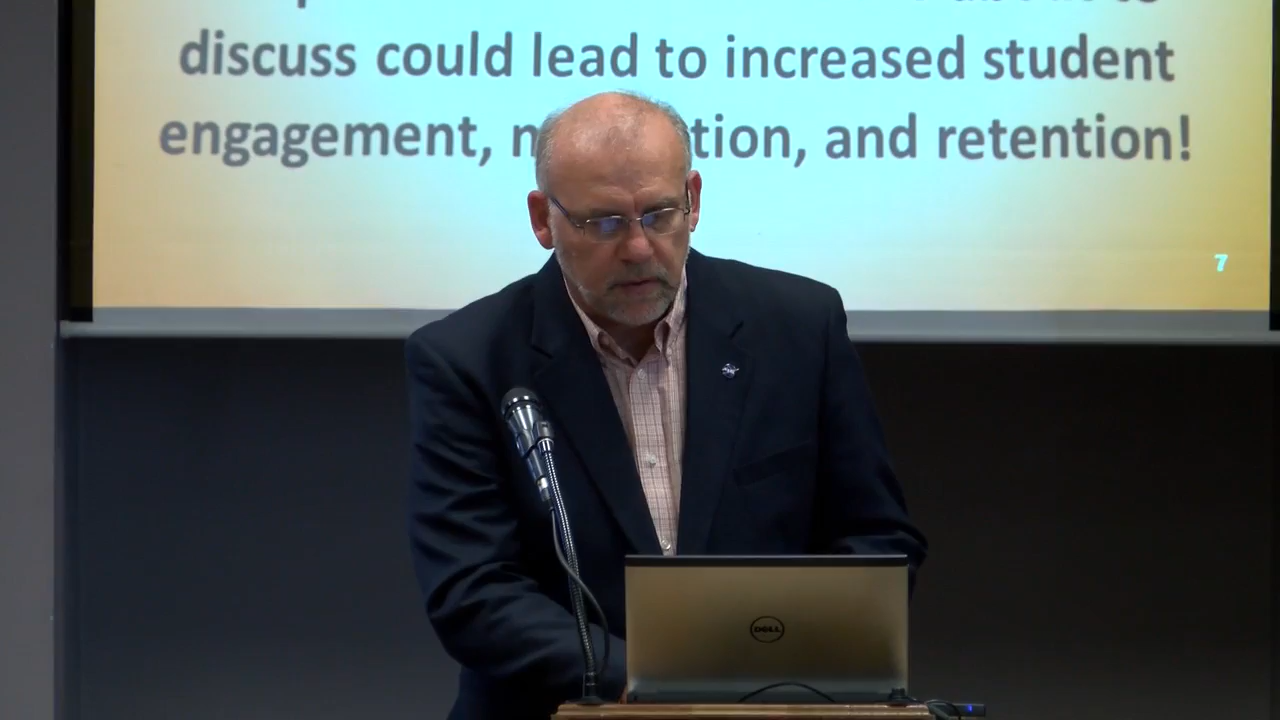 discuss could lead to increased student
engagement, and retention!
7
DELL